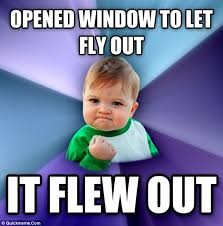 OPENED WINDOW TO LET
FLY OUT
IT FLEW OUT
© Quickmeme.Com